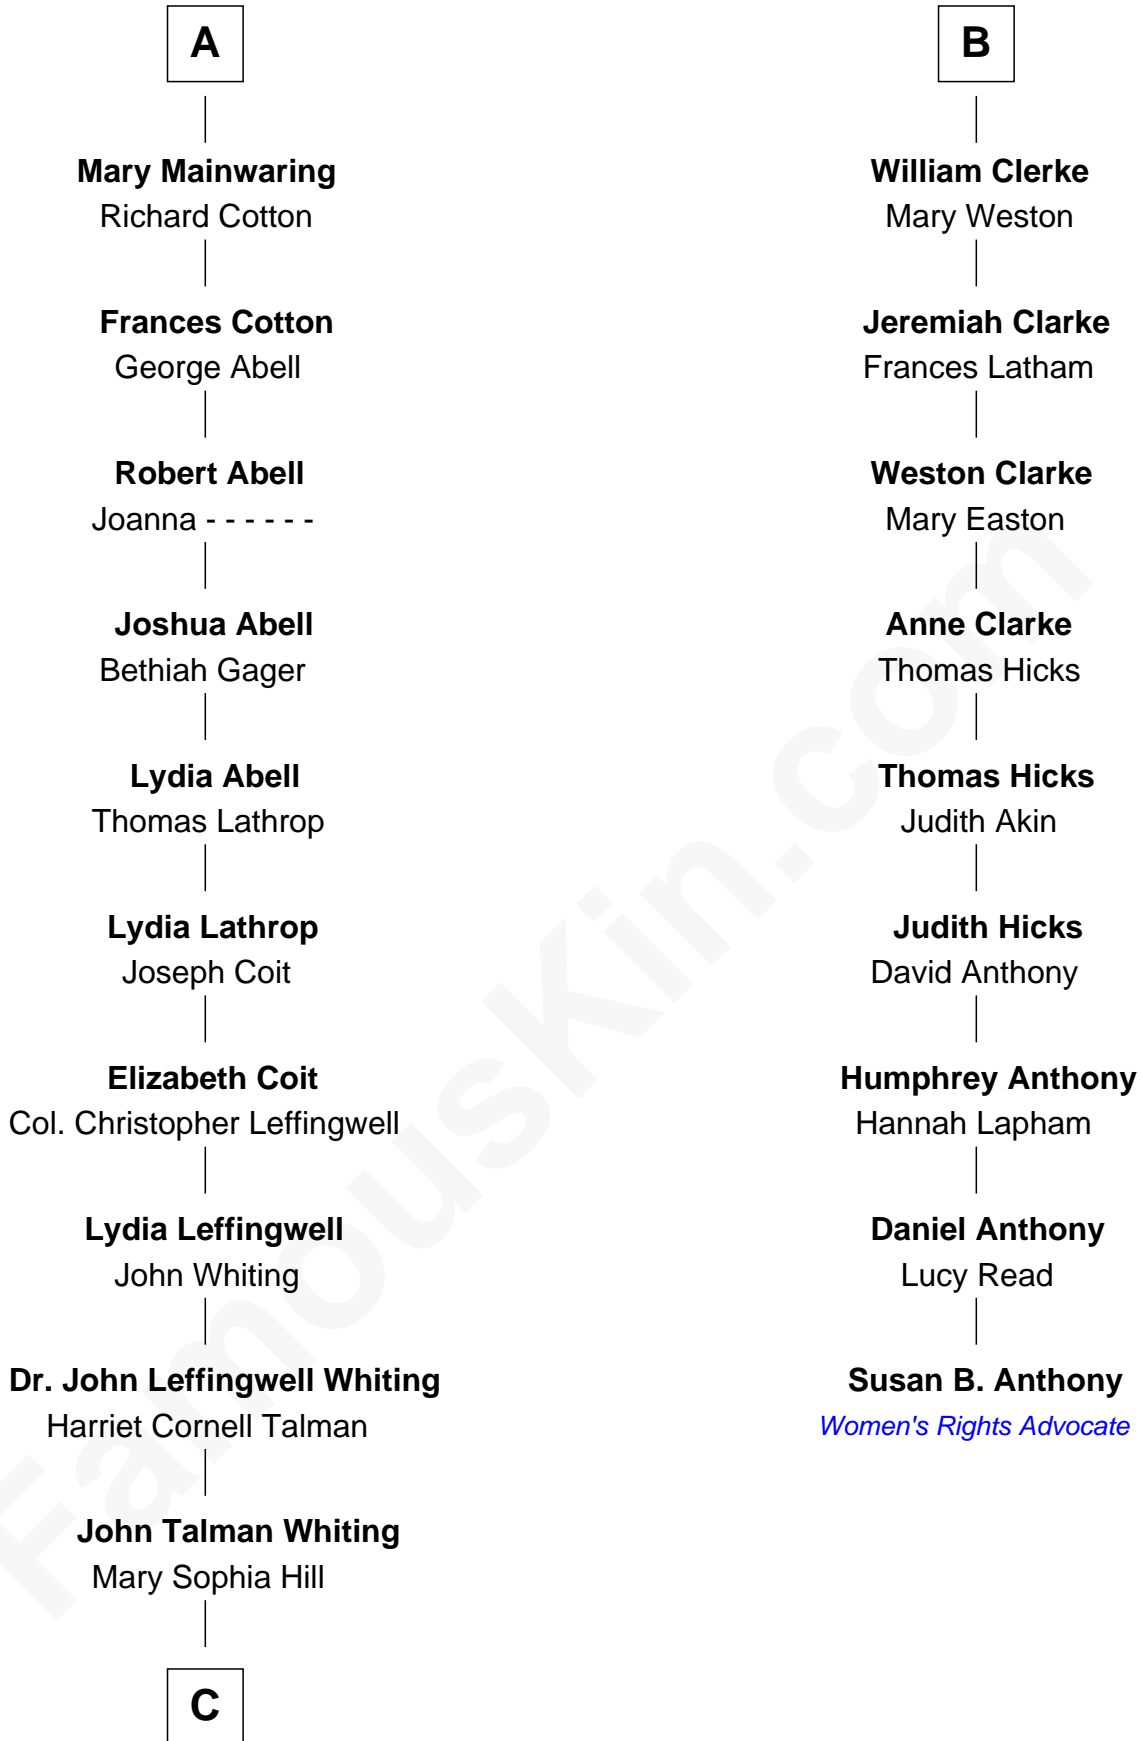 A
Mary Mainwaring
Richard Cotton
Frances Cotton
George Abell
Robert Abell
Joanna - - - - - -
Joshua Abell
Bethiah Gager
Lydia Abell
Thomas Lathrop
Lydia Lathrop
Joseph Coit
Elizabeth Coit
Col. Christopher Leffingwell
Lydia Leffingwell
John Whiting
Dr. John Leffingwell Whiting
Harriet Cornell Talman
John Talman Whiting
Mary Sophia Hill
C
B
William Clerke
Mary Weston
Jeremiah Clarke
Frances Latham
Weston Clarke
Mary Easton
Anne Clarke
Thomas Hicks
Thomas Hicks
Judith Akin
Judith Hicks
David Anthony
Humphrey Anthony
Hannah Lapham
Daniel Anthony
Lucy Read
Susan B. Anthony
Women's Rights Advocate
FamousKin.com